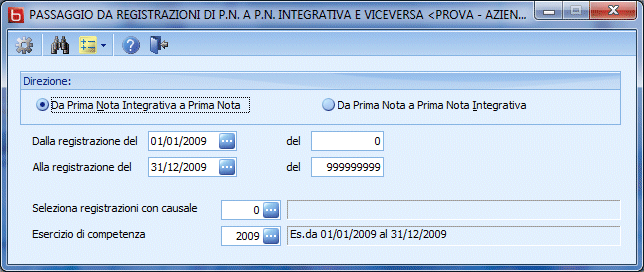 PASSAGGIO DA REGISTRAZIONI DI P.N. A P.N. INTEGRATIVA E VICEVERSA <PROVA - AZIEN...
Direzione:
Da Prima Nota Integrativa a Prima Nota Da Prima Nota a Prima Nota Integrativa
Dalla registrazione del 01/01/2009 ... del 0
Alla registrazione del 31/12/2009 ... del 999999999
Seleziona registrazioni con causale 0 ...
Esercizio di competenza 2009 ... Es.da 01/01/2009 al 31/12/2009